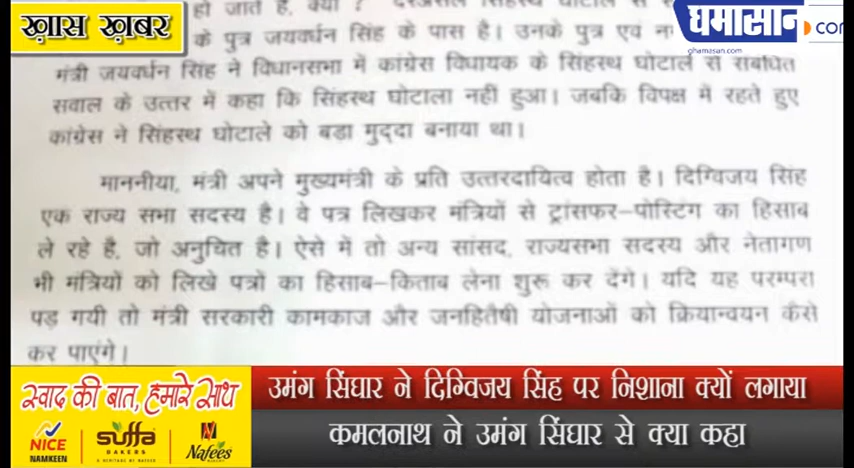 ख़ास ख़बर
घमासान.com
ghamasan.com
हो जाते है, क्यों ?
के पुत्र जयवर्धन सिंह के पास है। उनके पुत्र एवं
मंत्री जयवर्धन सिंह ने विधानसभा में कांग्रेस विधायक के सिंहस्थ घोटाले से संबंधित
सवाल के उत्तर में कहा कि सिंहस्थ घोटाला नहीं हुआ। जबकि विपक्ष में रहते हुए
कांग्रेस ने सिंहस्थ घोटाले को बड़ा मुद्दा बनाया था।
माननीया, मंत्री अपने मुख्यमंत्री के प्रति उत्तरदायित्व होता है। दिग्विजय सिंह
एक राज्य सभा सदस्य है। वे पत्र लिखकर मंत्रियों से ट्रांसफर–पोस्टिंग का हिसाब
ले रहे है, जो अनुचित है। ऐसे में तो अन्य सांसद, राज्यसभा सदस्य और नेतागण
भी मंत्रियों को लिखे पत्रों का हिसाब–किताब लेना शुरू कर देंगे। यदि यह परम्परा
पड़ गयी तो मंत्री सरकारी कामकाज और जनहितैषी योजनाओं को क्रियान्वयन कैसे
कर पाएंगे।
स्वाद की बात, हमारे साथ
NICE
NAMKEEN
suffa
BAKERS
A HERITAGE BY NAFEES
Nafees
उमंग सिंघार ने दिग्विजय सिंह पर निशाना क्यों लगाया
कमलनाथ ने उमंग सिंघार से क्या कहा